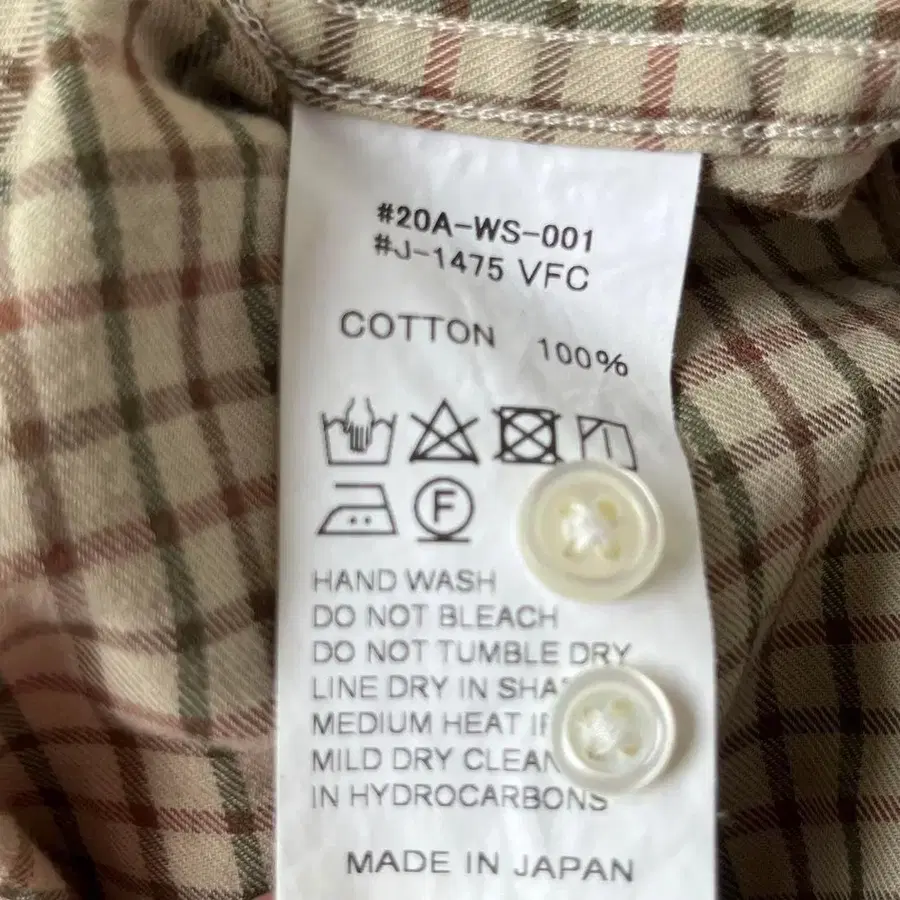 #20A-WS-001
#J-1475 VFC
COTTON 100%
F
HAND WASH
DO NOT BLEACH
DO NOT TUMBLE DRY
LINE DRY IN
MEDIUM HEAT
MILD DRY CLEAN
IN HYDROCARBONS
MADE IN JAPAN